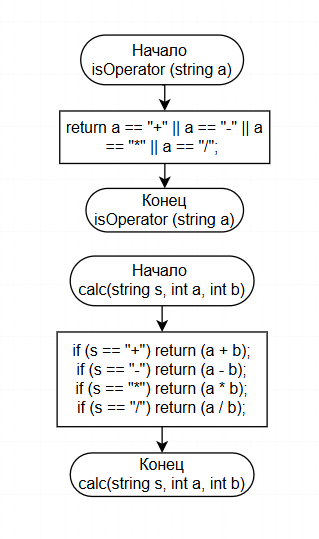 Начало
isOperator (string a)
return a == "+" || a == "-" || a
== "*" || a == "/";
Конец
isOperator (string a)
Начало
calc(string s, int a, int b)
if (s == "+") return (a + b);
if (s == "-") return (a - b);
if (s == "*") return (a * b);
if (s == "/") return (a / b);
Конец
calc(string s, int a, int b)